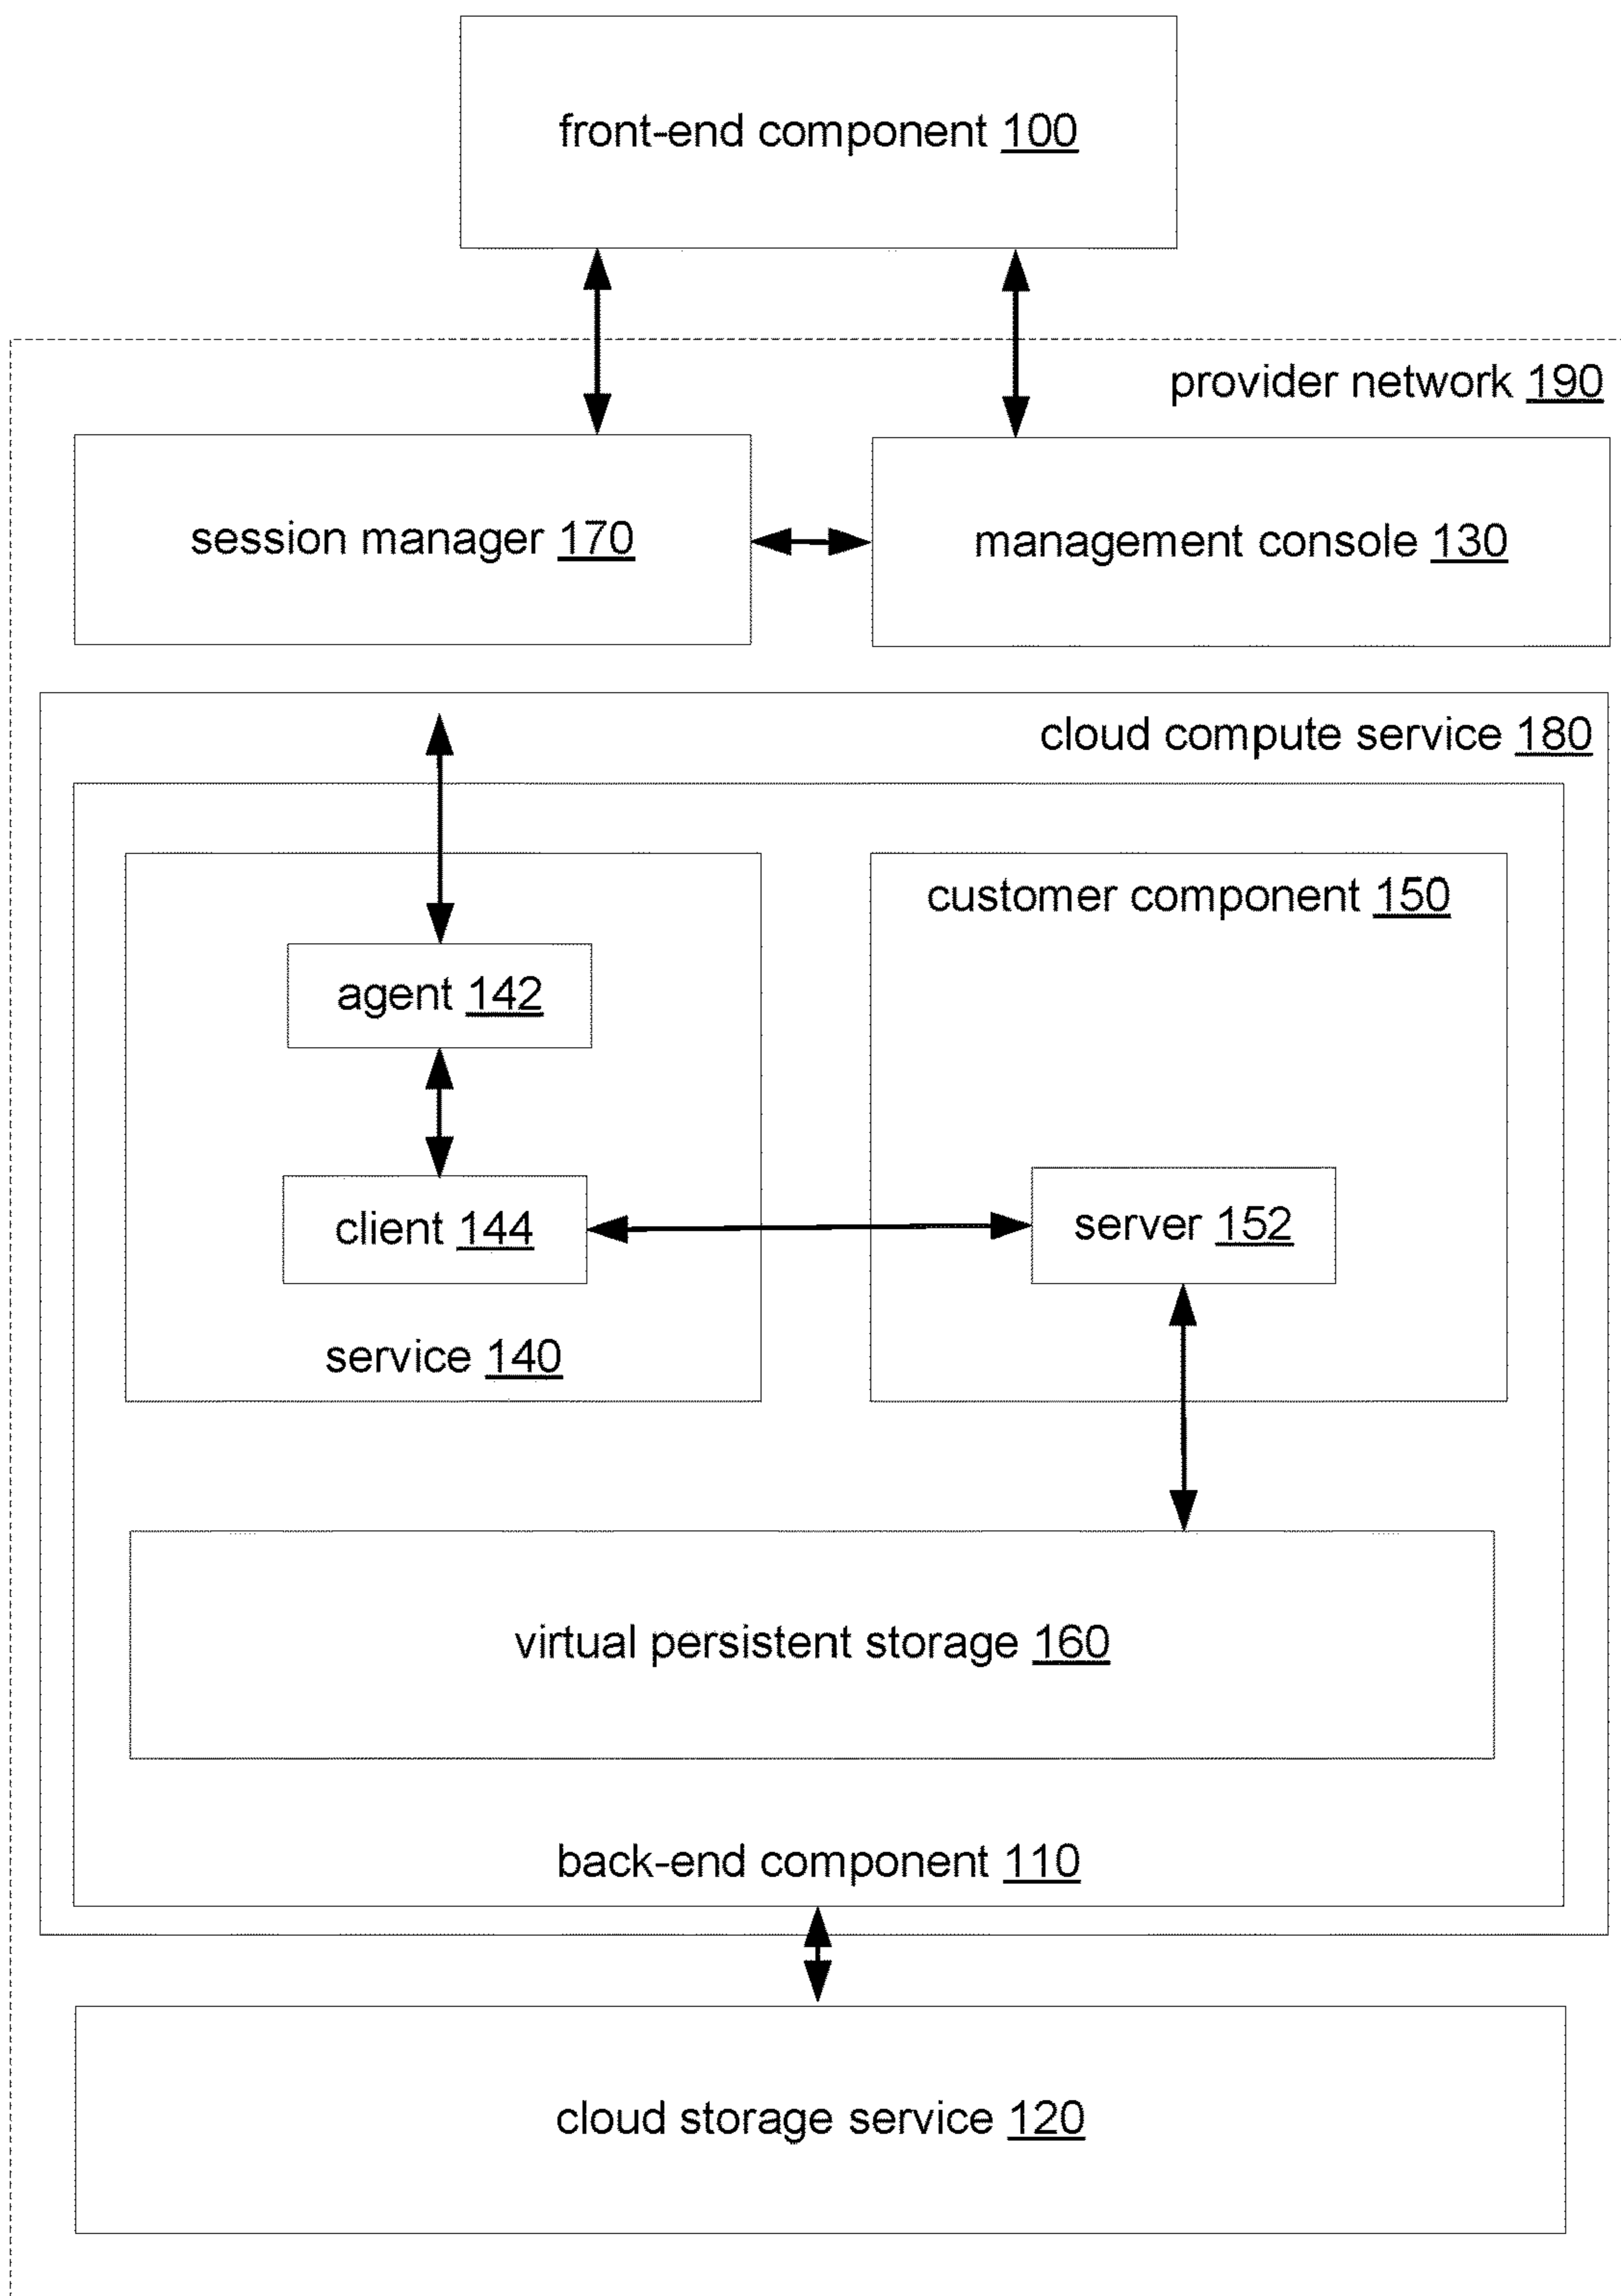 front-end component 100
provider network 190
session manager 170
management console 130
cloud compute service 180
customer component 150
agent 142
client 144
server 152
service 140
virtual persistent storage 160
back-end component 110
cloud storage service 120